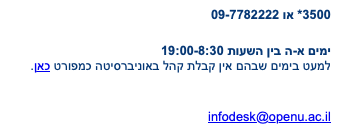 3500* או 09-7782222
ימים א-ה בין השעות 19:00-8:30
למעט בימים שבהם אין קבלת קהל באוניברסיטה כמפורט כאן.
infodesk@openu.ac.il